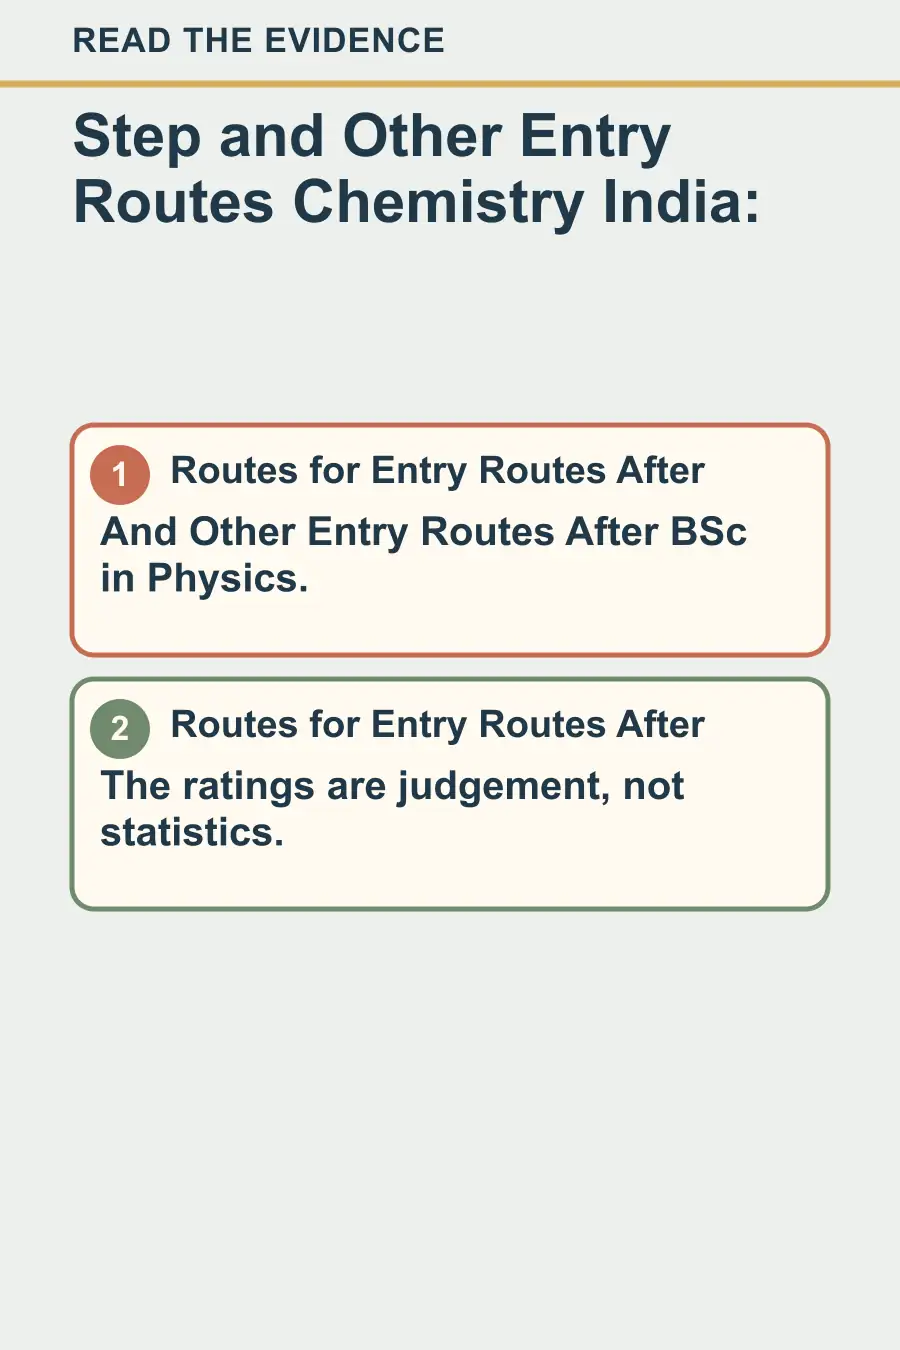 READ THE EVIDENCE
Step and Other Entry
Routes Chemistry India:
1 Routes for Entry Routes After
And Other Entry Routes After BSc
in Physics.
2 Routes for Entry Routes After
The ratings are judgement, not
statistics.